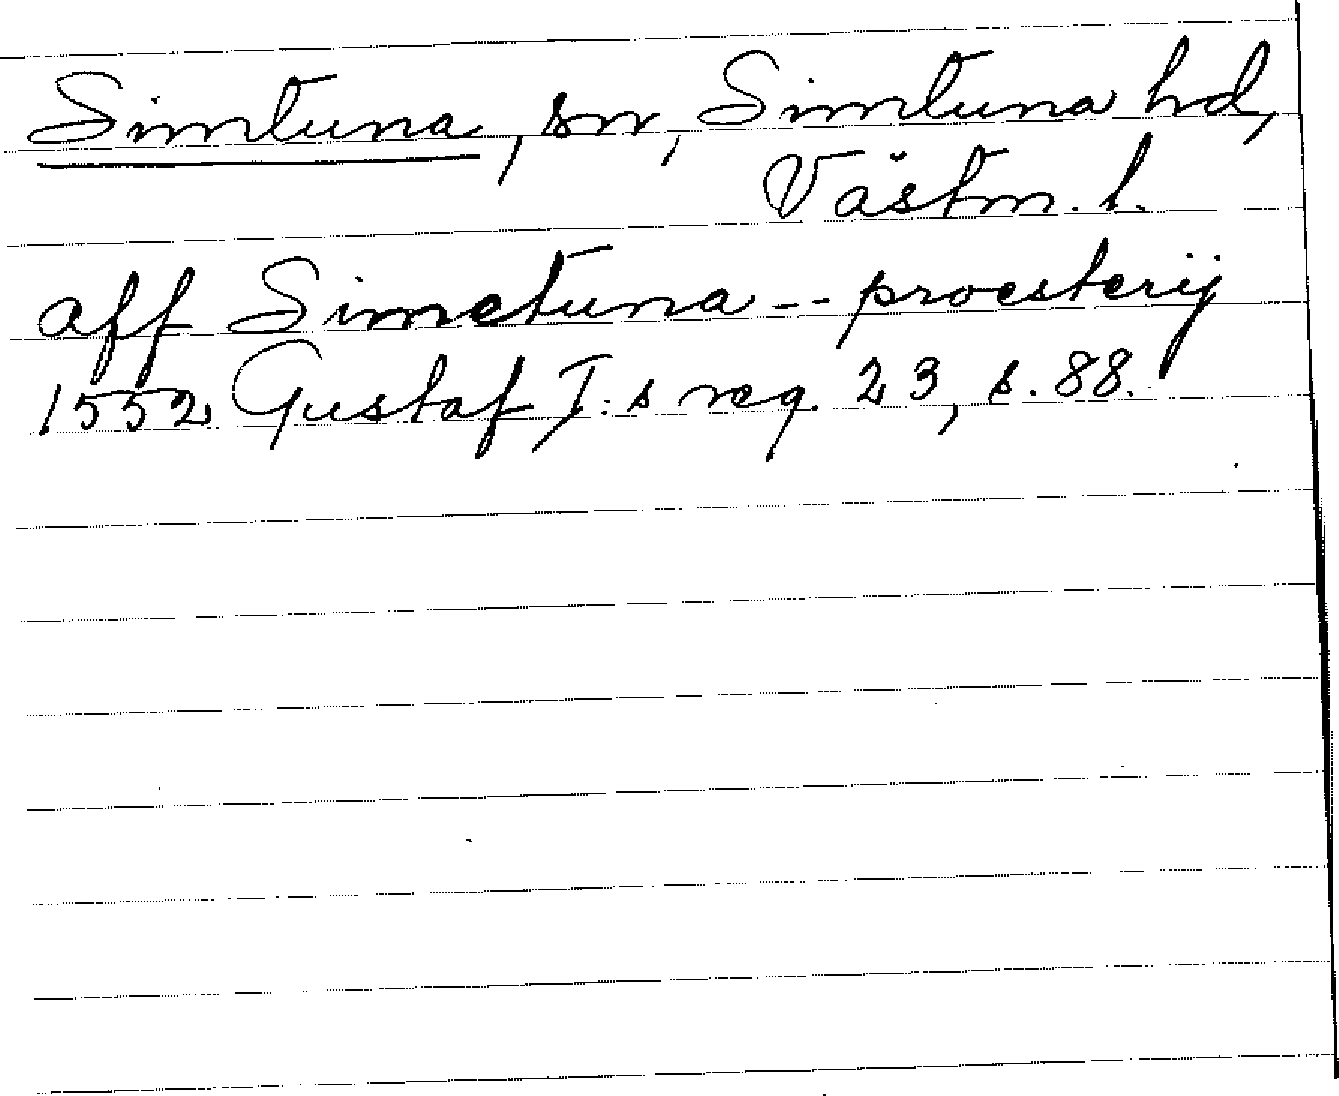 Simtuna, sn, Simtuna hd,
Västm. l.
aff Simetuna -- proesterij
1552 Gustaf I:s reg. 23, s. 88.